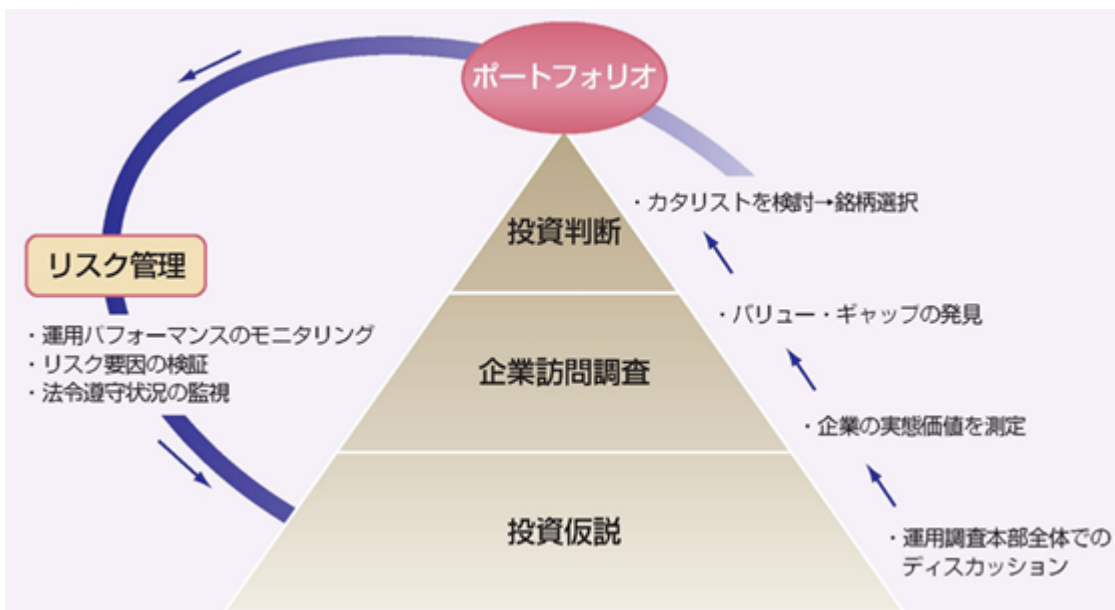 ポートフォリオ
投資判断
・カタリストを検討→銘柄選択
リスク管理
・バリュー・ギャップの発見
・運用パフォーマンスのモニタリング
・リスク要因の検証
・法令遵守状況の監視
企業訪問調査
・企業の実態価値を測定
投資仮説
・運用調査本部全体での
ディスカッション